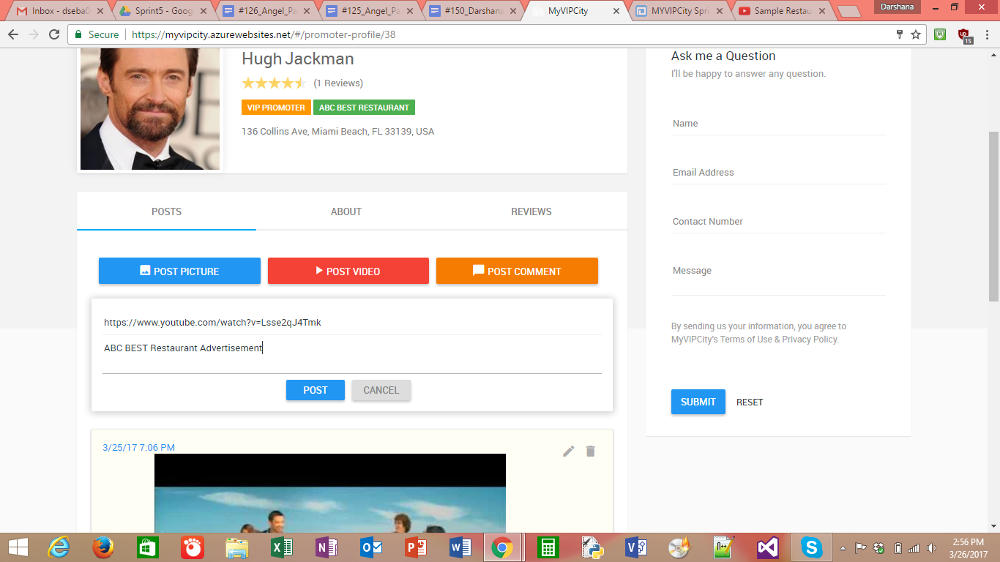 Inbox - dseba0
Sprint5 - Goog
#126_Angel_Pa
#125_Angel_Pa
#150_Darshana
MyVIPCity
MYVIPCity Spri
Sample Restau
Darshana
Secure
https://myvipcity.azurewebsites.net/#/promoter-profile/38
15
Hugh Jackman
(1 Reviews)
VIP PROMOTER
ABC BEST RESTAURANT
136 Collins Ave, Miami Beach, FL 33139, USA
POSTS
ABOUT
REVIEWS
POST PICTURE
POST VIDEO
POST COMMENT
https://www.youtube.com/watch?v=Lsse2qJ4Tmk
ABC BEST Restaurant Advertisement
POST
CANCEL
3/25/17 7:06 PM
Ask me a Question
I'll be happy to answer any question.
Name
Email Address
Contact Number
Message
By sending us your information, you agree to
MyVIPCity's Terms of Use & Privacy Policy.
SUBMIT
RESET
2:56 PM
3/26/2017